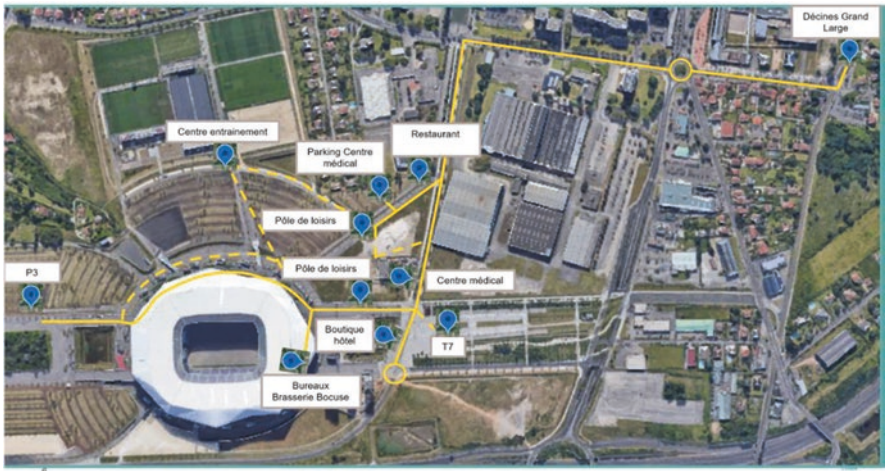 Décines Grand
Large
Centre entrainement
Parking Centre
médical
Restaurant
Pôle de loisirs
Pôle de loisirs
P3
Centre médical
Boutique
hôtel
T7
Bureaux
Brasserie Bocuse